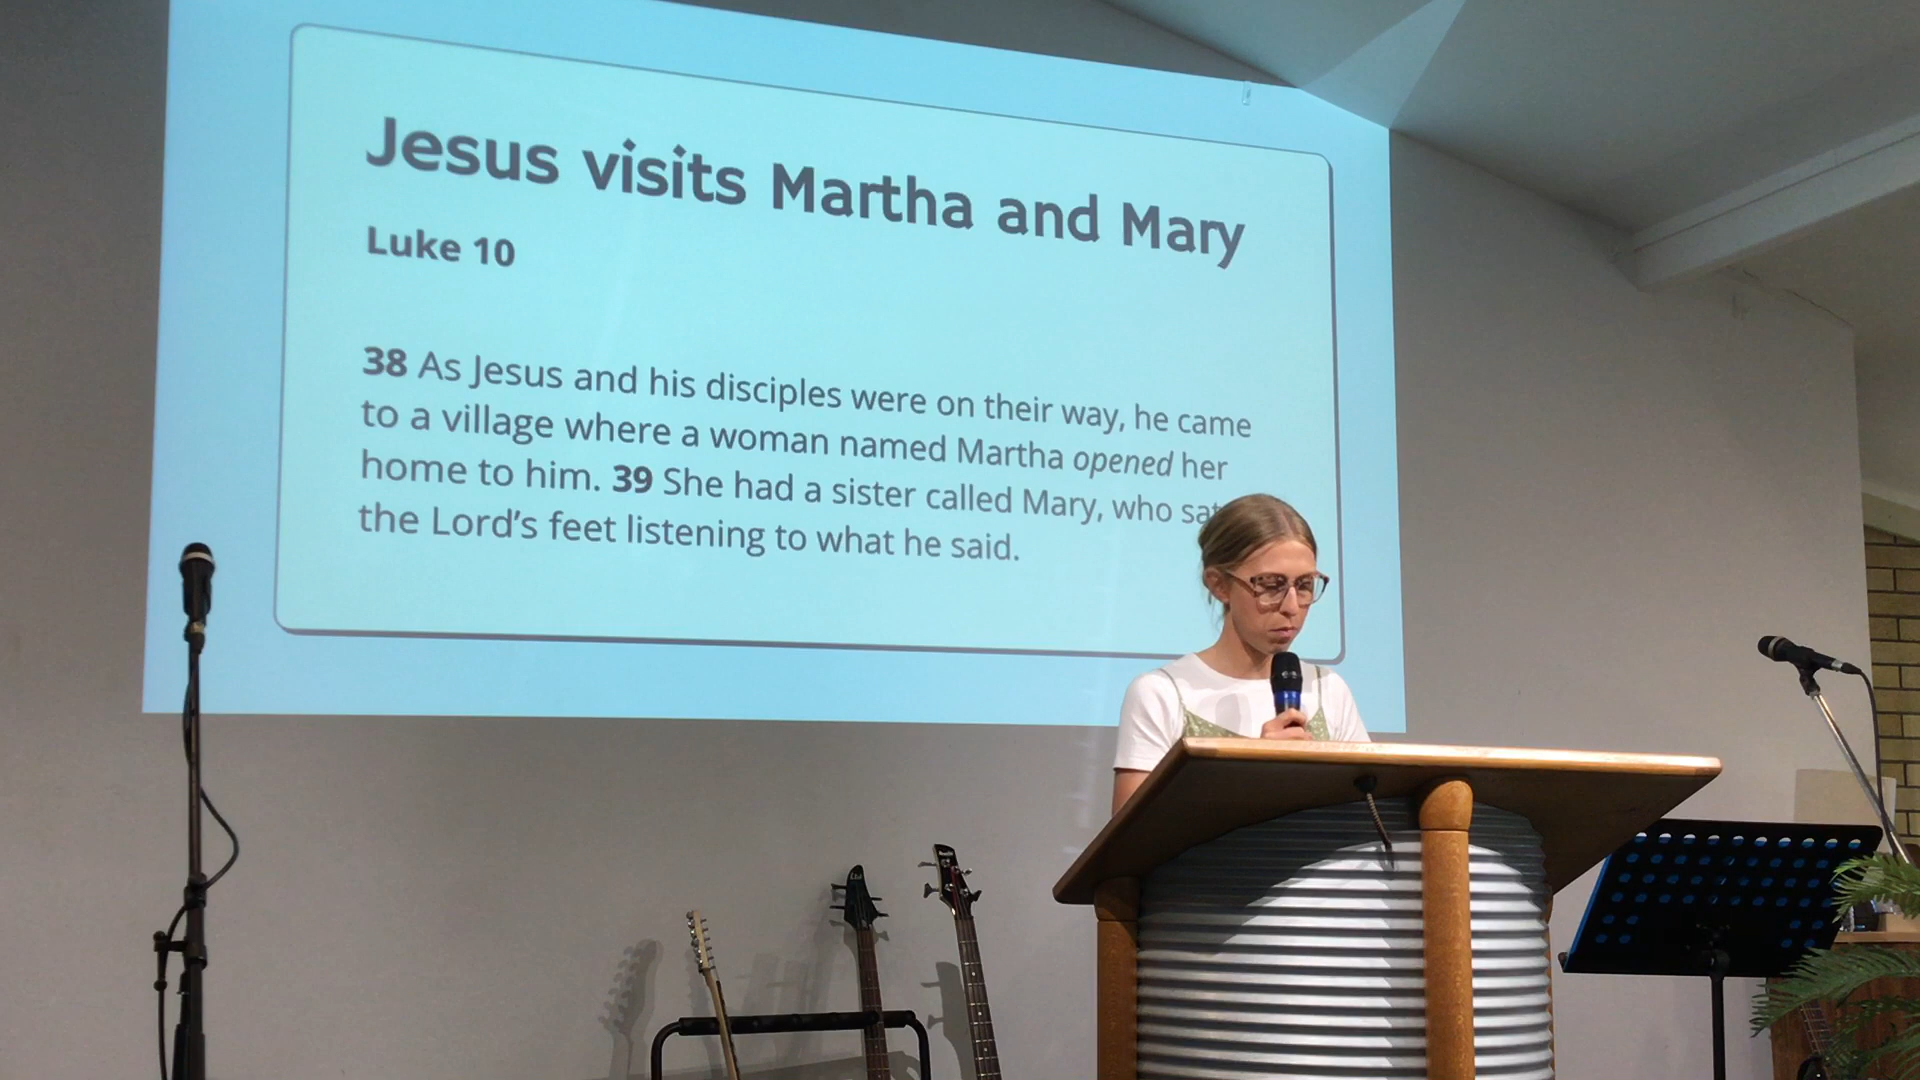 Jesus visits Martha and Mary
Luke 10
38 As Jesus and his disciples were on their way, he came
to a village where a woman named Martha opened her
home to him. 39 She had a sister called Mary, who sat
the Lord's feet listening to what he said.